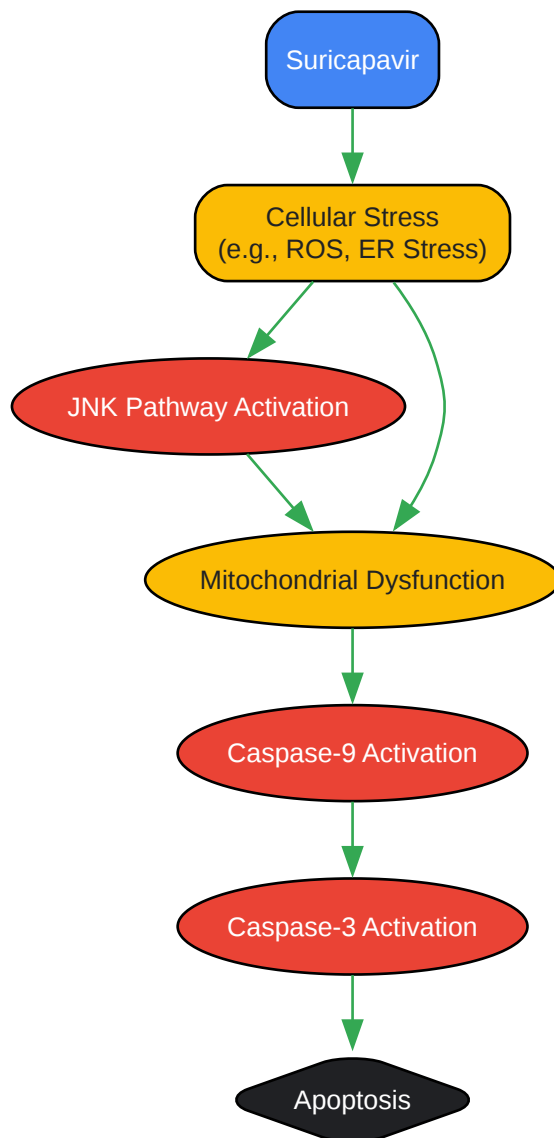 Suricapavir
Cellular Stress
(e.g., ROS, ER Stress)
JNK Pathway Activation
Mitochondrial Dysfunction
Caspase-9 Activation
Caspase-3 Activation
Apoptosis